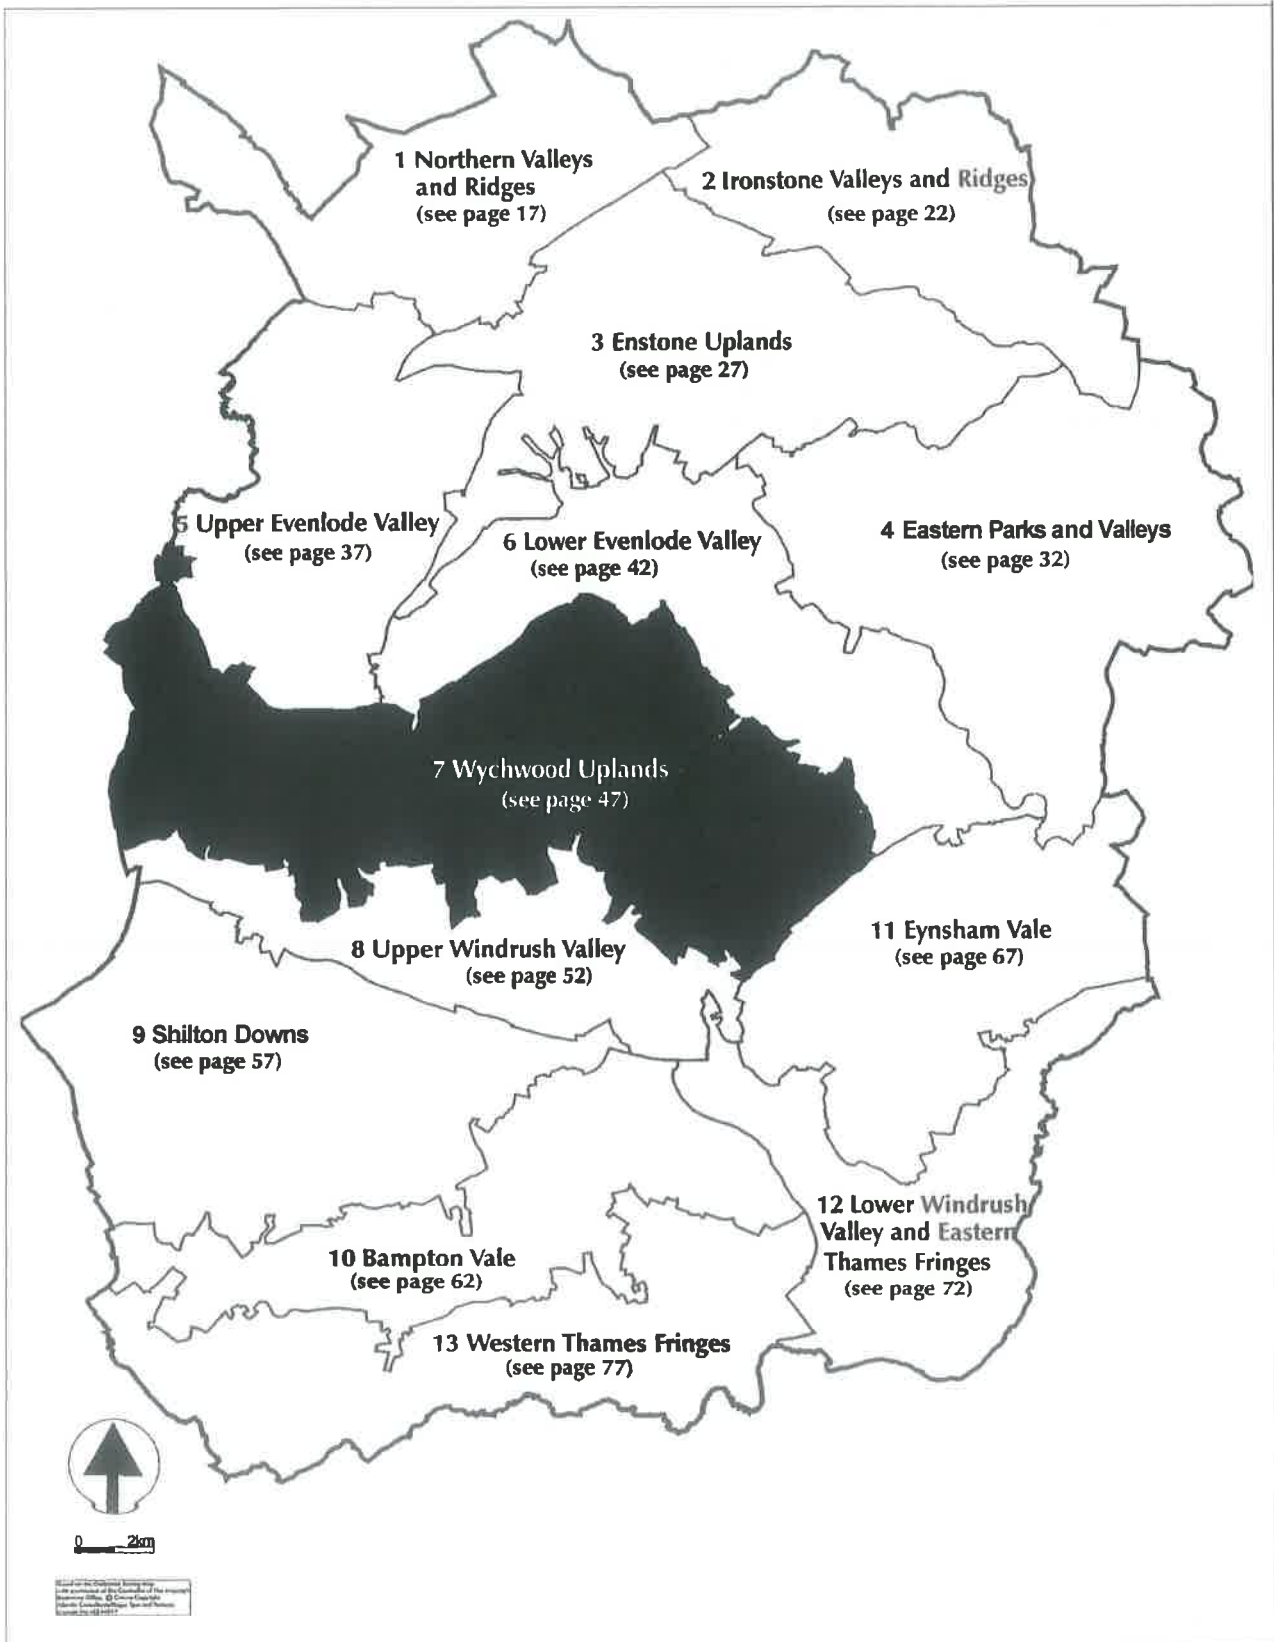 1 Northern Valleys
and Ridges
(see page 17)
2 Ironstone Valleys and Ridges
(see page 22)
3 Enstone Uplands
(see page 27)
5 Upper Evenlode Valley
(see page 37)
6 Lower Evenlode Valley
(see page 42)
4 Eastern Parks and Valleys
(see page 32)
7 Wychwood Uplands
(see page 47)
8 Upper Windrush Valley
(see page 52)
11 Eynsham Vale
(see page 67)
9 Shilton Downs
(see page 57)
12 Lower Windrush
Valley and Eastern
Thames Fringes
(see page 72)
10 Bampton Vale
(see page 62)
13 Western Thames Fringes
(see page 77)
0 2km